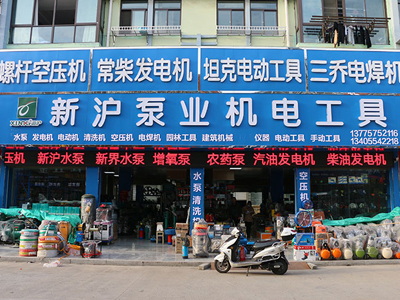 螺杆空压机 常柴发电机 坦克电动工具 三乔电焊机
新沪泵业机电工具
水泵 发电机 电动机 清洗机 空压机 电焊机 园林工具 建筑机械 仪器 电动工具 手动工具
13775752116
13405542218
压机 新沪水泵 新界水泵 增氧泵 农药泵 汽油发电机 柴油发电机
水泵清洗
空压机